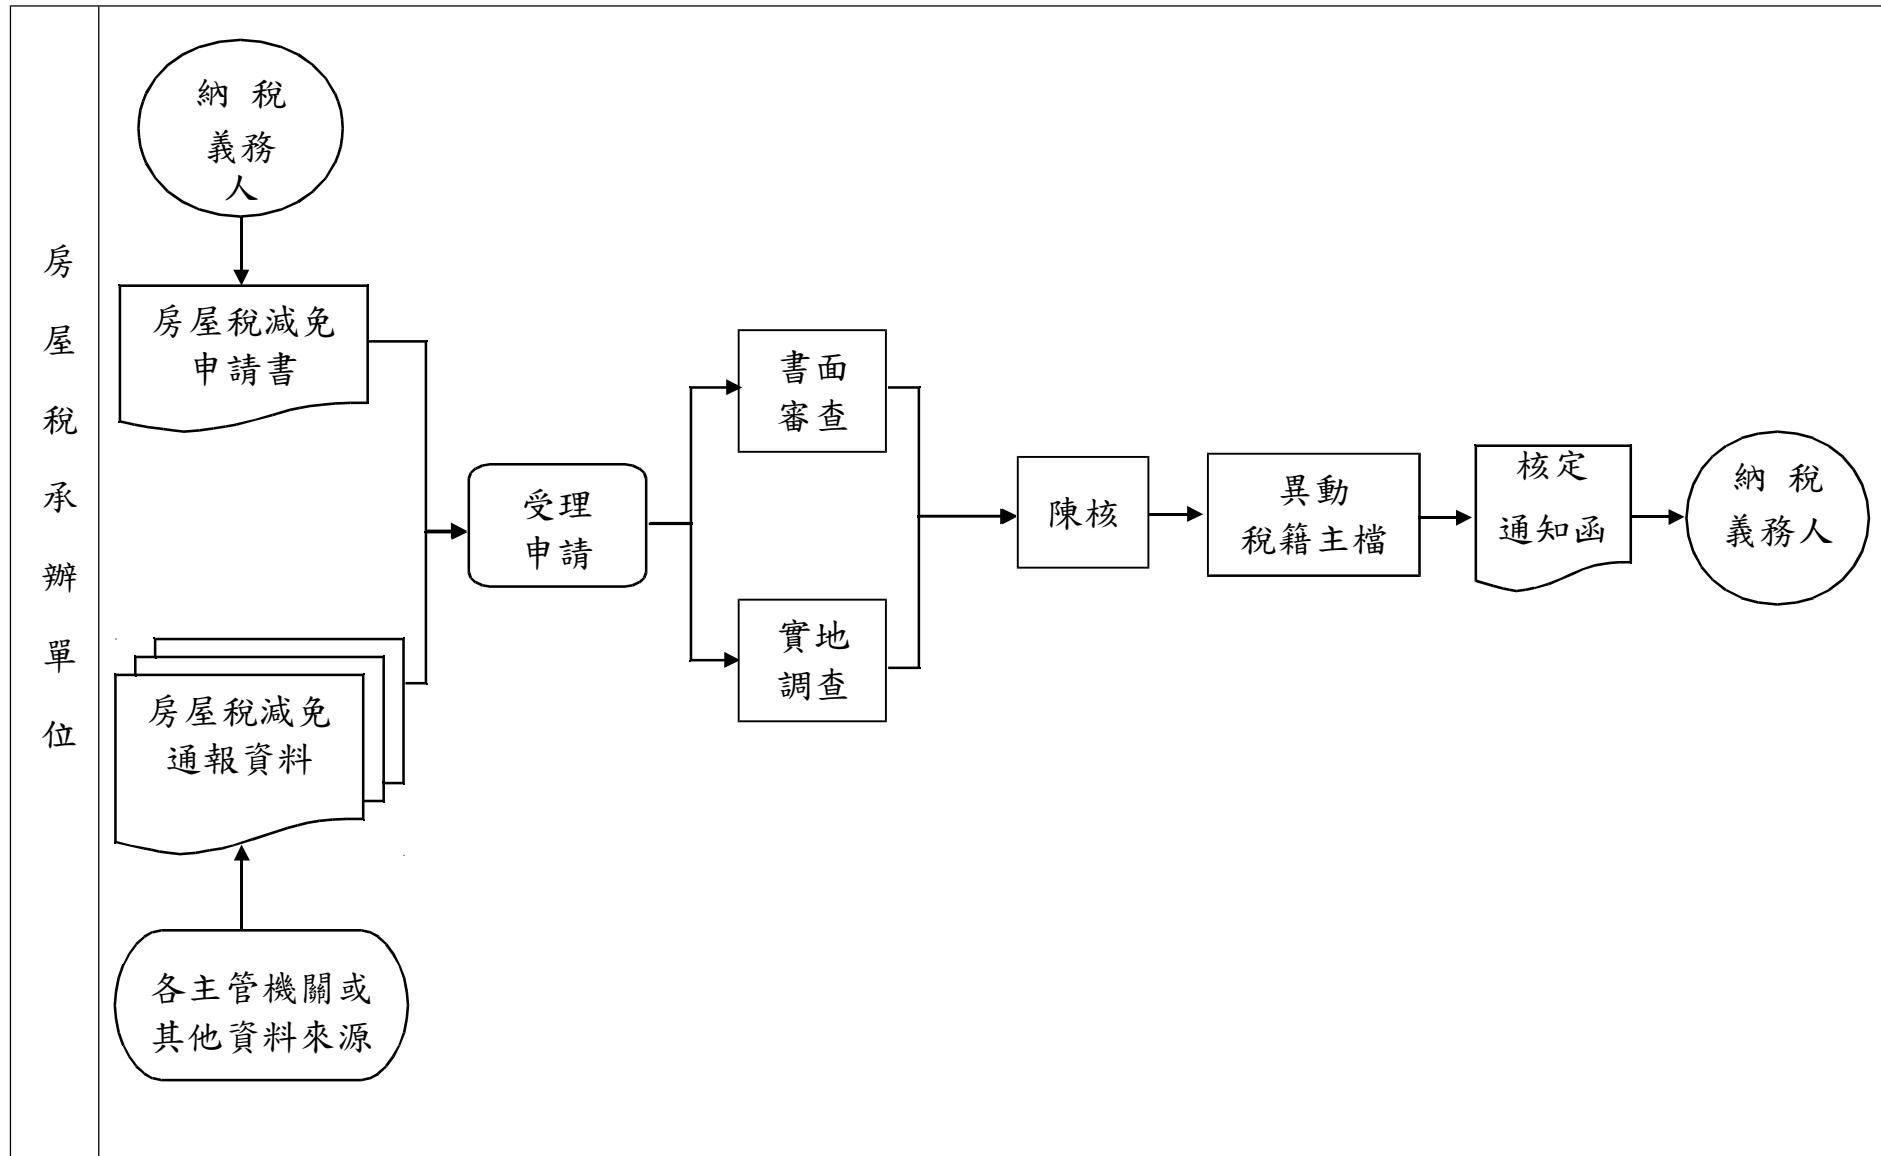 房屋稅承辦單位
納 稅
義務
人
房屋稅減免
申請書
房屋稅減免
通報資料
各主管機關或
其他資料來源
受理
申請
書面
審查
實地
調查
陳核
異動
稅籍主檔
核定
通知函
納 稅
義務人